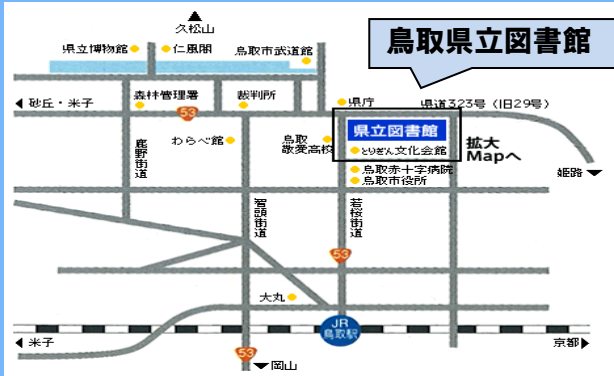 久松山
鳥取県立図書館
県立博物館
仁風閣
鳥取市武道館
砂丘・米子
森林管理署
53
裁判所
県庁
県道323号（旧29号）
鹿野街道
わらべ館
鳥取
敬愛高校
県立図書館
とりぎん文化会館
拡大
Mapへ
鳥取赤十字病院
鳥取市役所
姫路
智頭街道
若桜街道
53
大丸
JR
鳥取駅
米子
53
岡山
京都